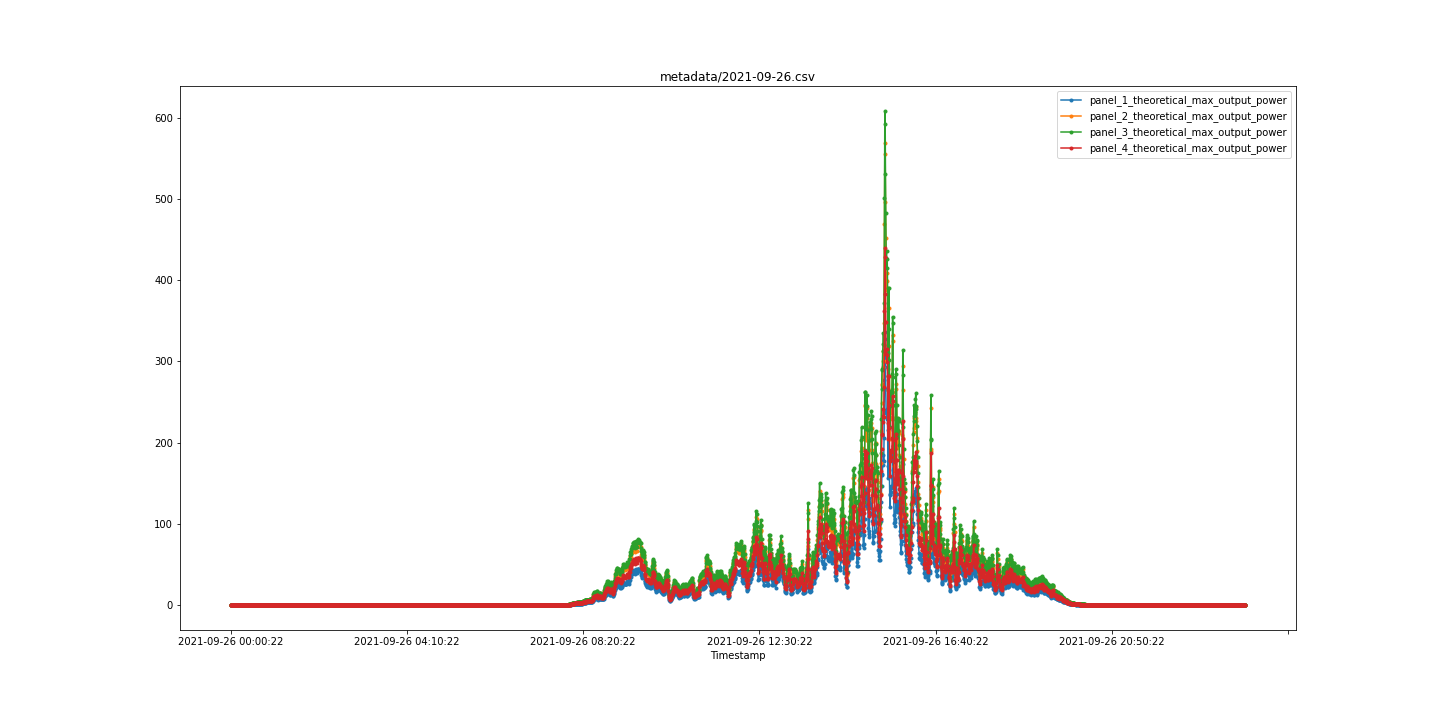 metadata/2021-09-26.csv
panel_1_theoretical_max_output_power
panel_2_theoretical_max_output_power
panel_3_theoretical_max_output_power
panel_4_theoretical_max_output_power
600
500
400
300
200
100
0
2021-09-26 00:00:22 2021-09-26 04:10:22 2021-09-26 08:20:22 2021-09-26 12:30:22 2021-09-26 16:40:22 2021-09-26 20:50:22
Timestamp